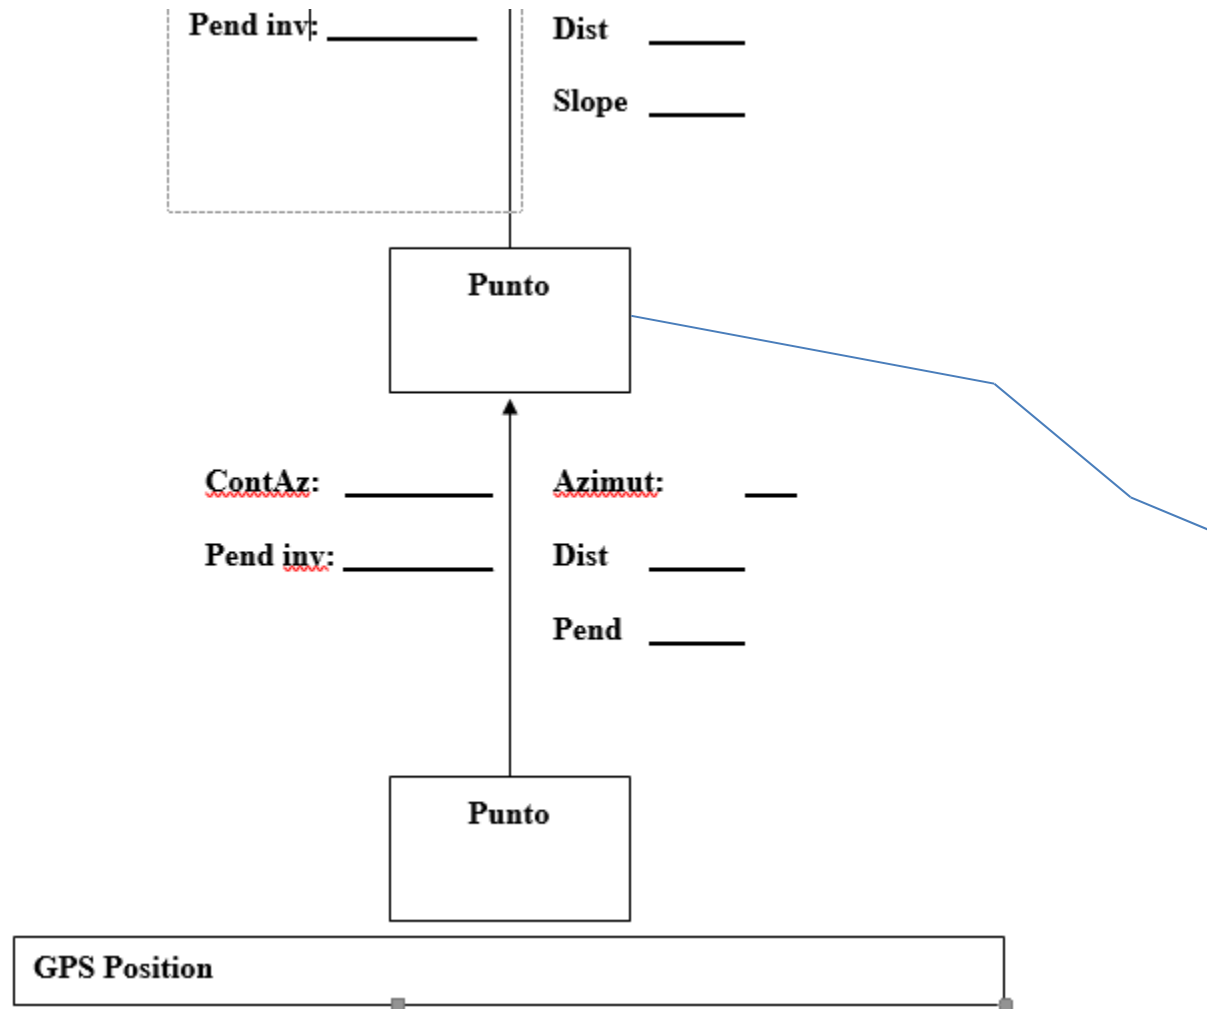 Pend inv: Dist
Slope
Punto
ContAz: Azimut:
Pend inv: Dist
Pend
Punto
GPS Position